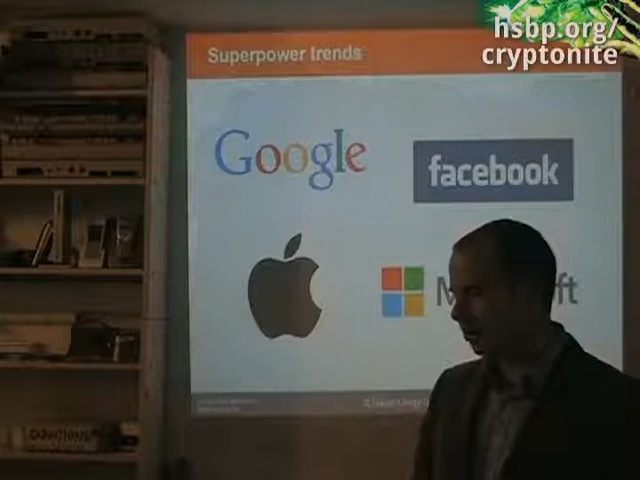 hsbp.org/
cryptonite
Superpower trends
Google
facebook